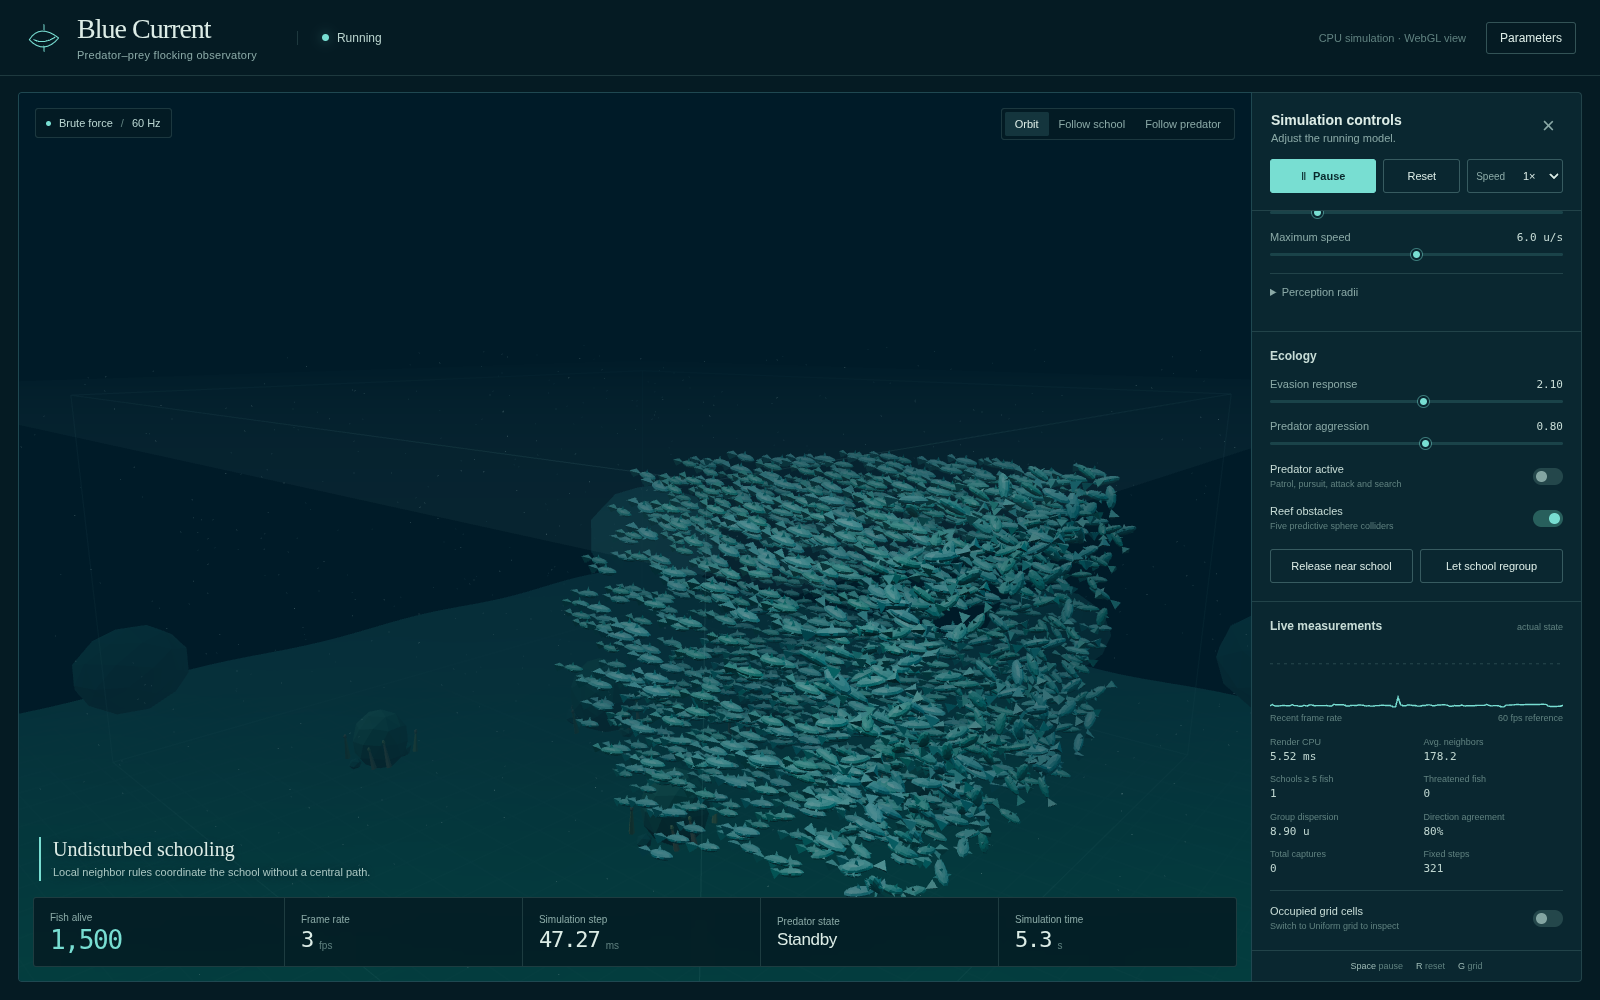 Blue Current
Predator–prey flocking observatory
Running
CPU simulation · WebGL view
Parameters
Brute force / 60 Hz
Orbit Follow school Follow predator
Simulation controls
Adjust the running model.
Pause Reset Speed 1×
Maximum speed 6.0 u/s
Perception radii
Ecology
Evasion response 2.10
Predator aggression 0.80
Predator active
Patrol, pursuit, attack and search
Reef obstacles
Five predictive sphere colliders
Release near school Let school regroup
Live measurements actual state
Recent frame rate 60 fps reference
Render CPU Avg. neighbors
5.52 ms 178.2
Schools ≥ 5 fish Threatened fish
1 0
Group dispersion Direction agreement
8.90 u 80%
Total captures Fixed steps
0 321
Occupied grid cells
Switch to Uniform grid to inspect
Space pause R reset G grid
Undisturbed schooling
Local neighbor rules coordinate the school without a central path.
Fish alive Frame rate Simulation step Predator state Simulation time
1,500 3 fps 47.27 ms Standby 5.3 s